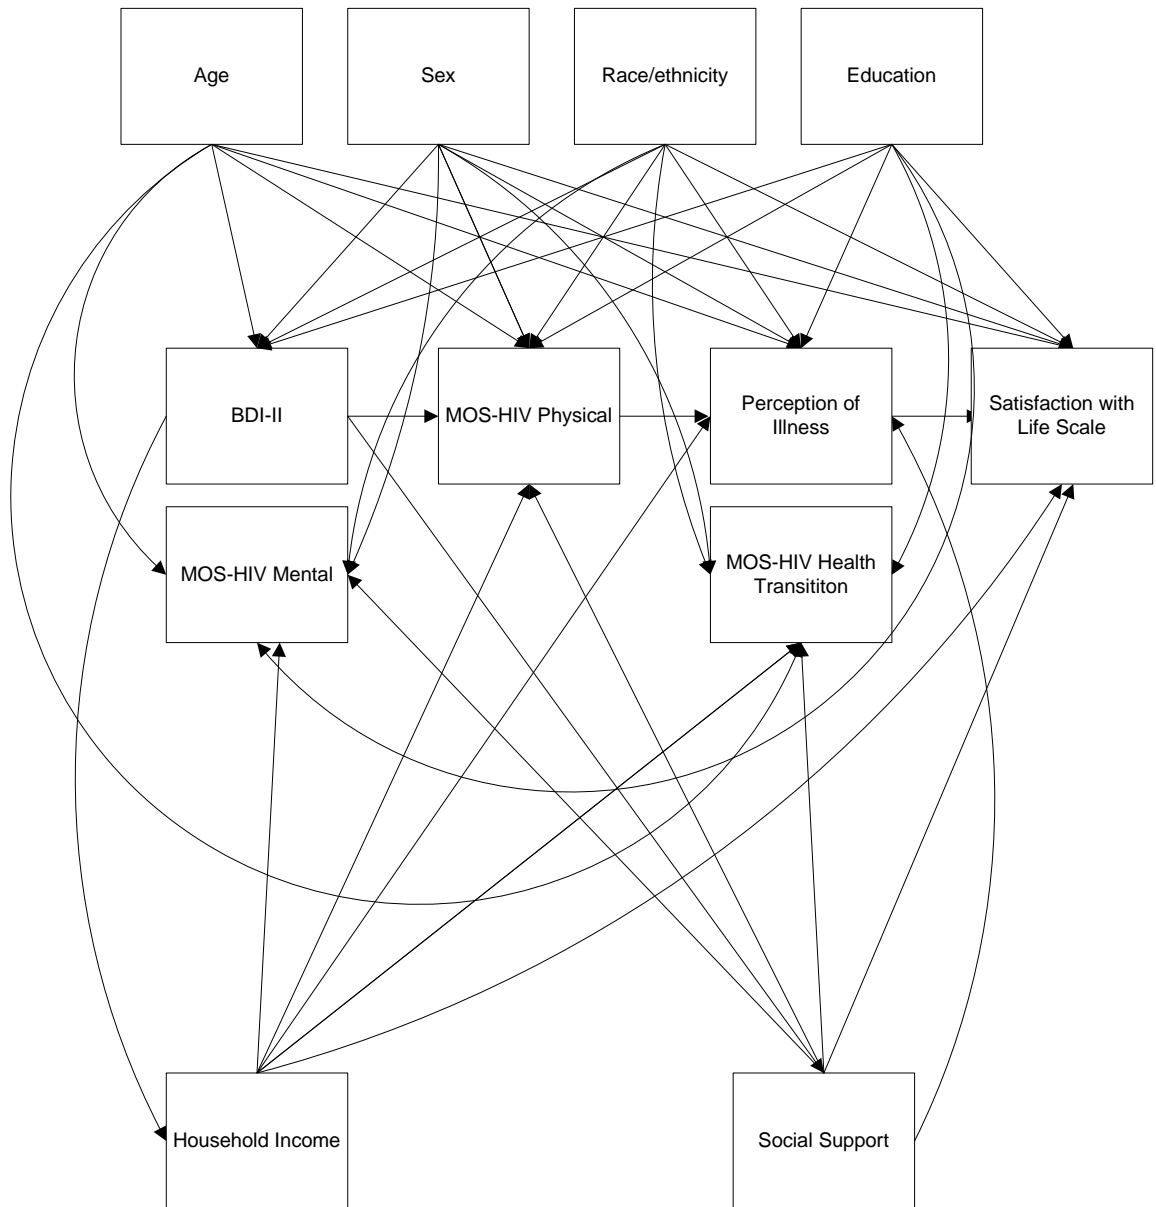 Age
Sex
Race/ethnicity
Education
BDI-II
MOS-HIV Physical
Perception of
Illness
Satisfaction with
Life Scale
MOS-HIV Mental
MOS-HIV Health
Transititon
Household Income
Social Support